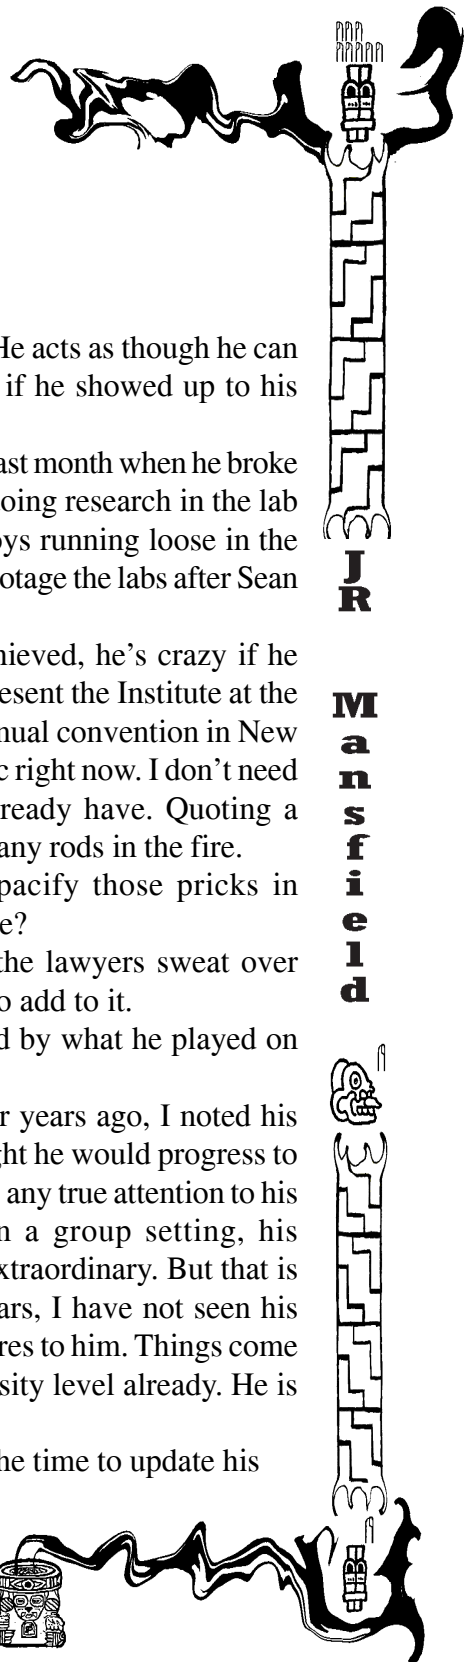 He acts as though he can
if he showed up to his
ast month when he broke
oing research in the lab
oys running loose in the
otage the labs after Sean
hieved, he's crazy if he
resent the Institute at the
nual convention in New
c right now. I don't need
lready have. Quoting a
any rods in the fire.
pacify those pricks in
e?
the lawyers sweat over
o add to it.
d by what he played on
r years ago, I noted his
ght he would progress to
any true attention to his
n a group setting, his
xtraordinary. But that is
ars, I have not seen his
res to him. Things come
sity level already. He is
he time to update his
JR
Mansfield